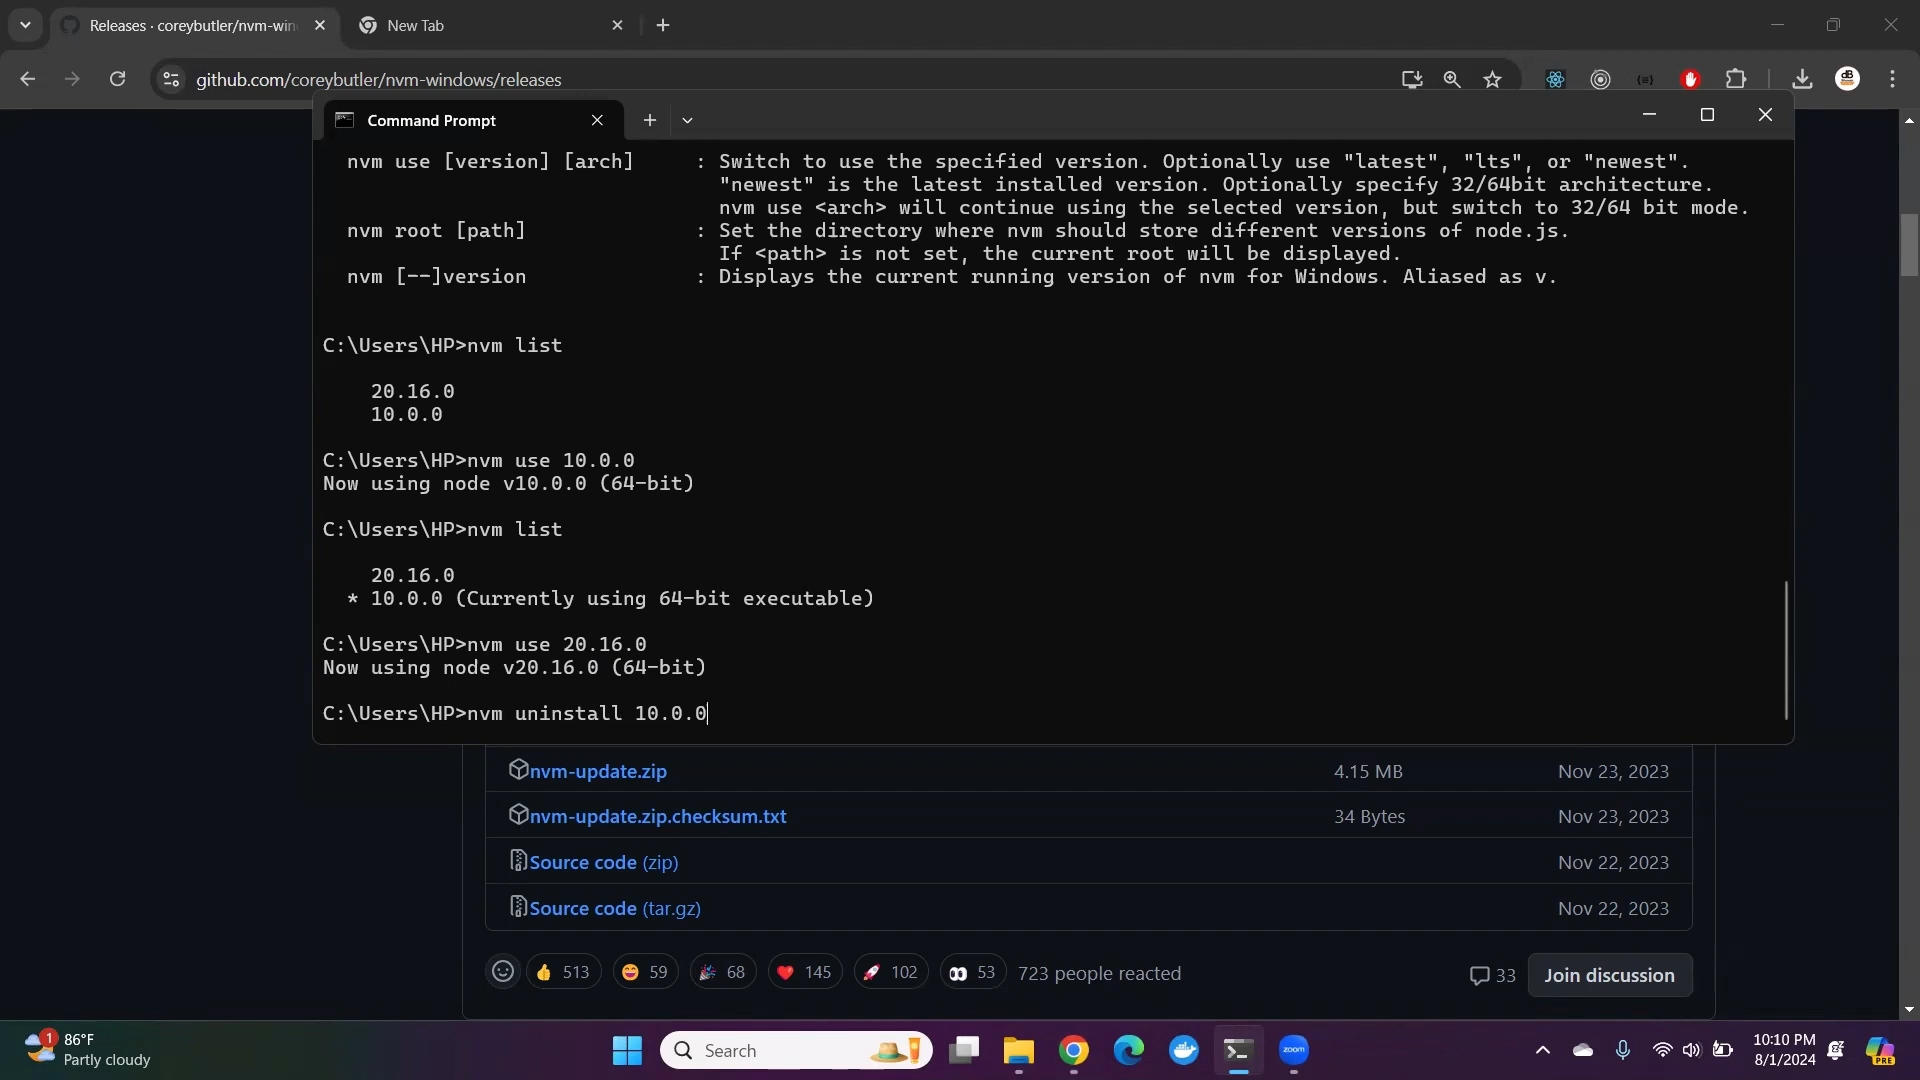 Releases · coreybutler/nvm-win
New Tab
github.com/coreybutler/nvm-windows/releases
Command Prompt
nvm use [version] [arch] : Switch to use the specified version. Optionally use "latest", "lts", or "newest".
"newest" is the latest installed version. Optionally specify 32/64bit architecture.
nvm use <arch> will continue using the selected version, but switch to 32/64 bit mode.
nvm root [path] : Set the directory where nvm should store different versions of node.js.
If <path> is not set, the current root will be displayed.
nvm [--]version : Displays the current running version of nvm for Windows. Aliased as v.
C:\Users\HP>nvm list
20.16.0
10.0.0
C:\Users\HP>nvm use 10.0.0
Now using node v10.0.0 (64-bit)
C:\Users\HP>nvm list
20.16.0
* 10.0.0 (Currently using 64-bit executable)
C:\Users\HP>nvm use 20.16.0
Now using node v20.16.0 (64-bit)
C:\Users\HP>nvm uninstall 10.0.0
nvm-update.zip 4.15 MB Nov 23, 2023
nvm-update.zip.checksum.txt 34 Bytes Nov 23, 2023
Source code (zip) Nov 22, 2023
Source code (tar.gz) Nov 22, 2023
513 59 68 145 102 53 723 people reacted 33 Join discussion
1 86°F
Partly cloudy
Search
zoom
10:10 PM
8/1/2024
PRE